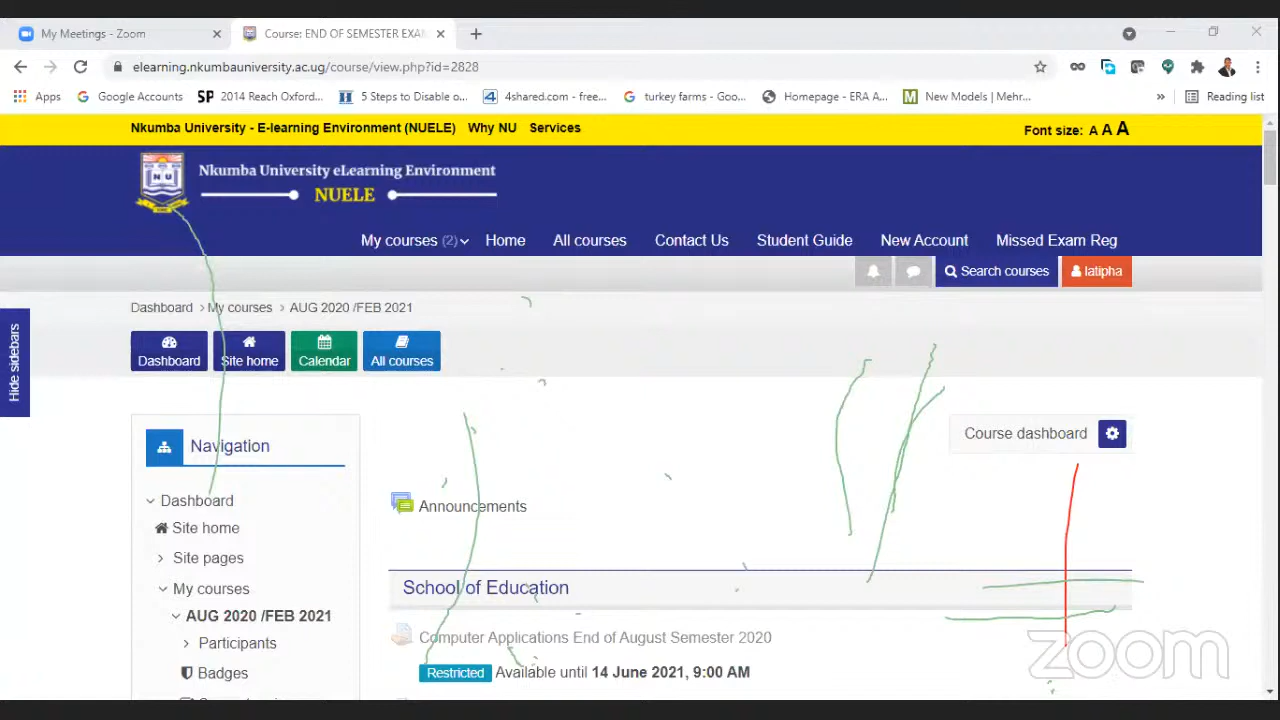 My Meetings - Zoom
Course: END OF SEMESTER EXA
elearning.nkumbauniversity.ac.ug/course/view.php?id=2828
Apps Google Accounts SP 2014 Reach Oxford... 5 Steps to Disable o... 4shared.com - free... turkey farms - Goo... Homepage - ERA A... New Models | Mehr... » Reading list
Nkumba University - E-learning Environment (NUELE) Why NU Services
Font size: A A A
Nkumba University eLearning Environment
NUELE
My courses (2) Home All courses Contact Us Student Guide New Account Missed Exam Reg
Search courses latipha
Dashboard > My courses > AUG 2020 /FEB 2021
Hide sidebars
Dashboard Site home Calendar All courses
Course dashboard
Navigation
Dashboard
Site home
Site pages
My courses
AUG 2020 /FEB 2021
Participants
Badges
Announcements
School of Education
Computer Applications End of August Semester 2020
Restricted Available until 14 June 2021, 9:00 AM
zoom